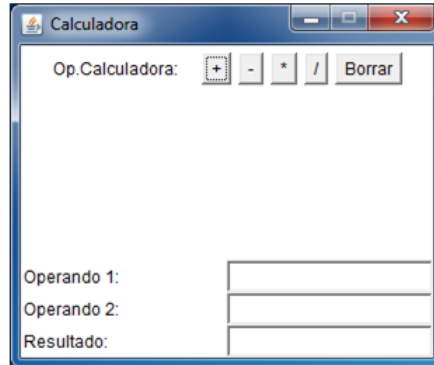 Calculadora
Op.Calculadora: + - * / Borrar
Operando 1:
Operando 2:
Resultado: